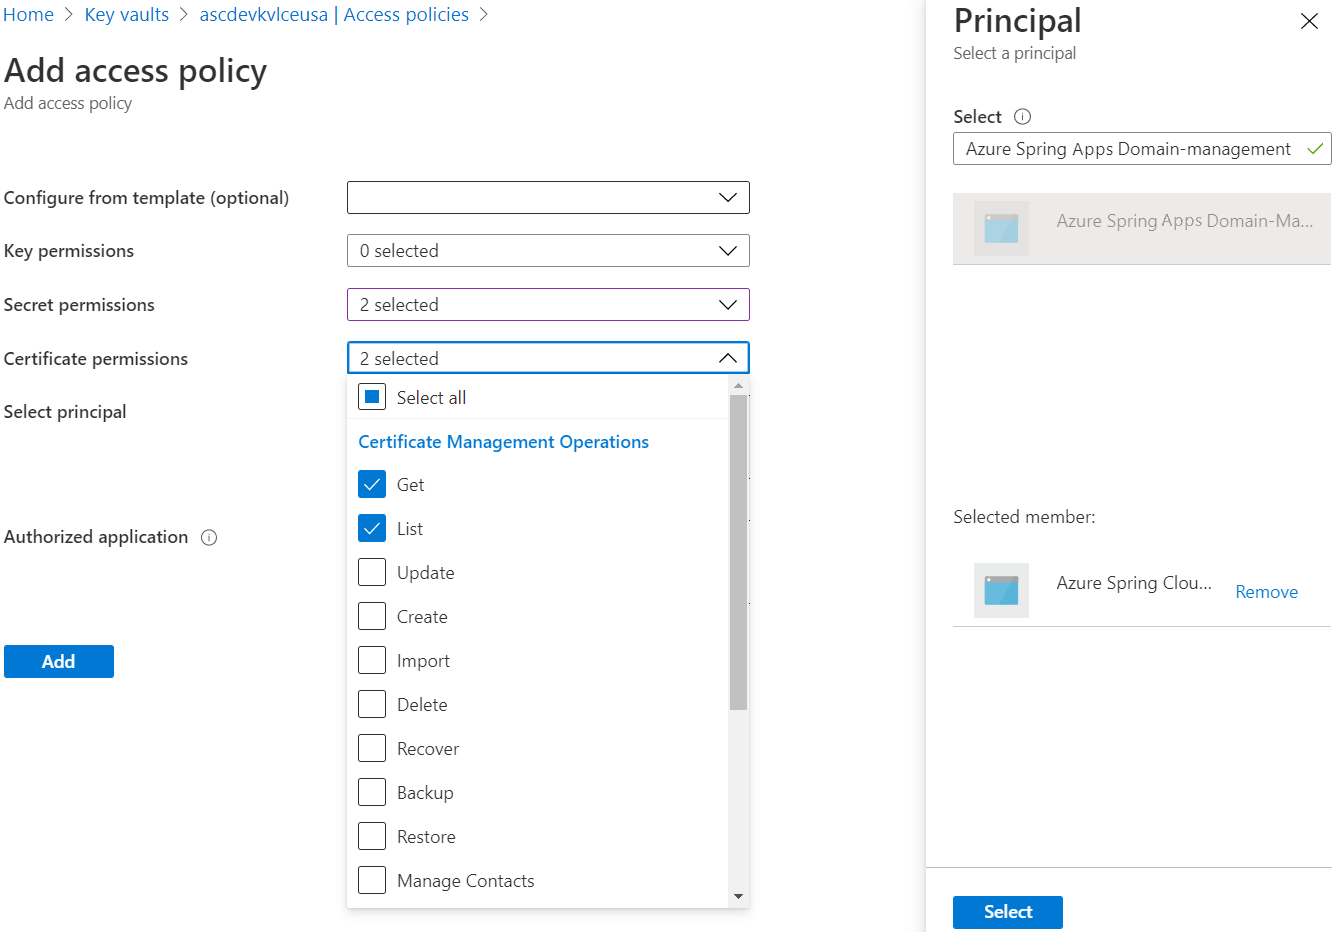 Home > Key vaults > ascdevkvlceusa | Access policies >
Add access policy
Add access policy
Configure from template (optional)
Key permissions
0 selected
Secret permissions
2 selected
Certificate permissions
2 selected
Select all
Select principal
Certificate Management Operations
Get
List
Authorized application
Update
Create
Import
Add
Delete
Recover
Backup
Restore
Manage Contacts
Principal
Select a principal
Select
Azure Spring Apps Domain-management
Azure Spring Apps Domain-Ma...
Selected member:
Azure Spring Clou...
Remove
Select